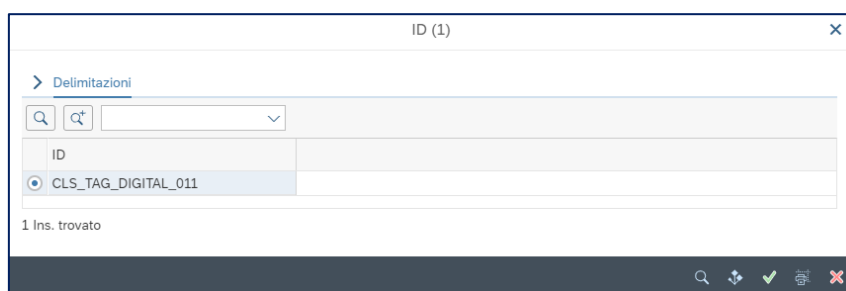 ID (1)
Delimitazioni
ID
CLS_TAG_DIGITAL_011
1 Ins. trovato